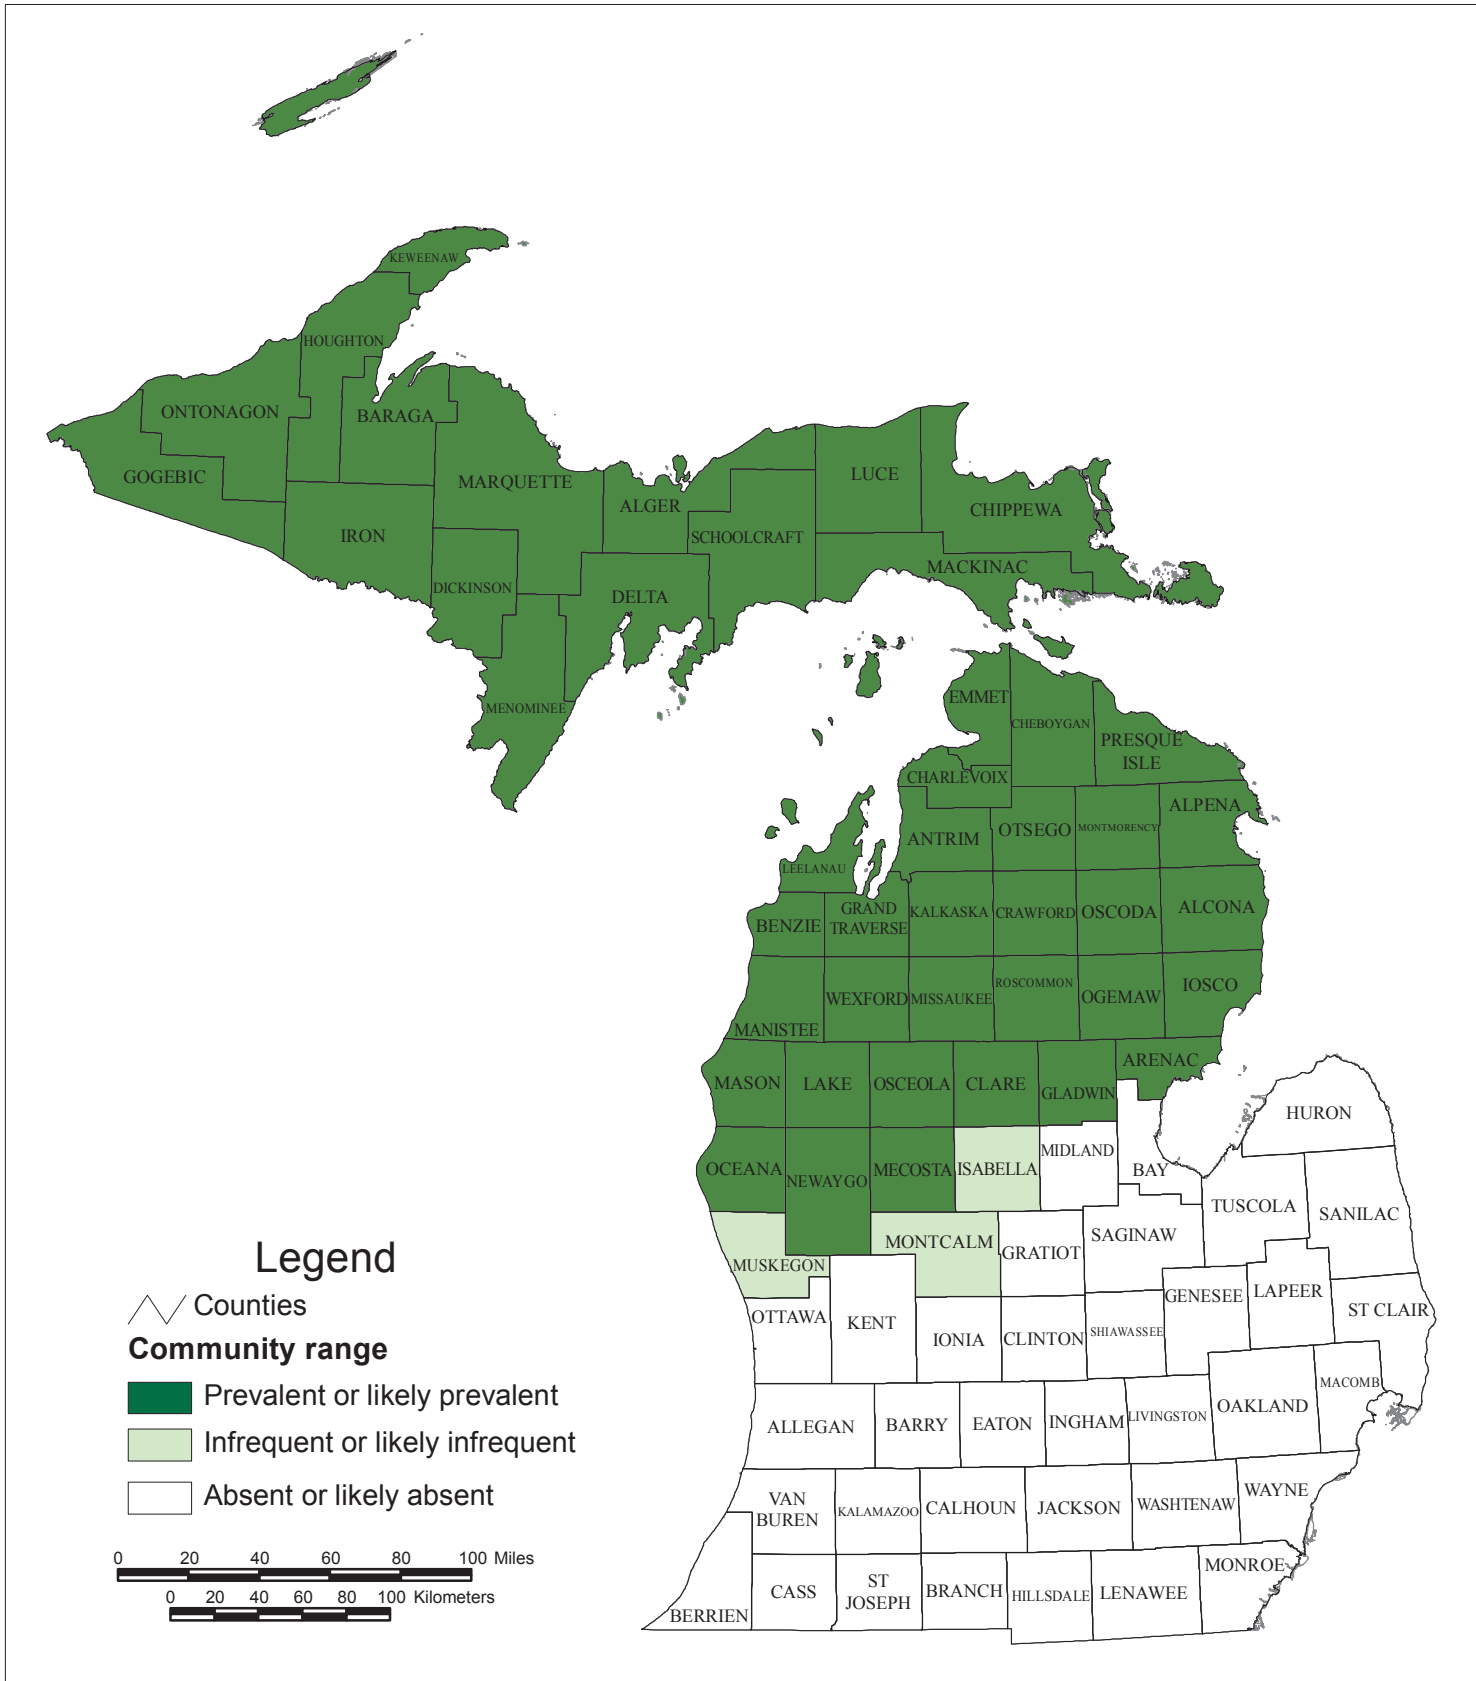 KEWEENAW
HOUGHTON
ONTONAGON
BARAGA
GOGEBIC
MARQUETTE
LUCE
ALGER
CHIPPEWA
IRON
SCHOOLCRAFT
MACKINAC
DICKINSON
DELTA
MENOMINEE
EMMET
CHEBOYGAN
PRESQUE
ISLE
CHARLEVOIX
ALPENA
ANTRIM
OTSEGO
MONTMORENCY
LEELANAU
BENZIE
GRAND
TRAVERSE
KALKASKA
CRAWFORD
OSCODA
ALCONA
MANISTEE
WEXFORD
MISSAUKEE
ROSCOMMON
OGEMAW
IOSCO
MASON
LAKE
OSCEOLA
CLARE
GLADWIN
ARENAC
HURON
OCEANA
NEWAYGO
MECOSTA
ISABELLA
MIDLAND
BAY
TUSCOLA
SANILAC
MUSKEGON
MONTCALM
GRATIOT
SAGINAW
GENESEE
LAPEER
ST CLAIR
OTTAWA
KENT
IONIA
CLINTON
SHIAWASSEE
ALLEGAN
BARRY
EATON
INGHAM
LIVINGSTON
OAKLAND
MACOMB
VAN
BUREN
KALAMAZOO
CALHOUN
JACKSON
WASHTENAW
WAYNE
BERRIEN
CASS
ST
JOSEPH
BRANCH
HILLSDALE
LENAWEE
MONROE
Legend
Counties
Community range
Prevalent or likely prevalent
Infrequent or likely infrequent
Absent or likely absent
0 20 40 60 80 100 Miles
0 20 40 60 80 100 Kilometers